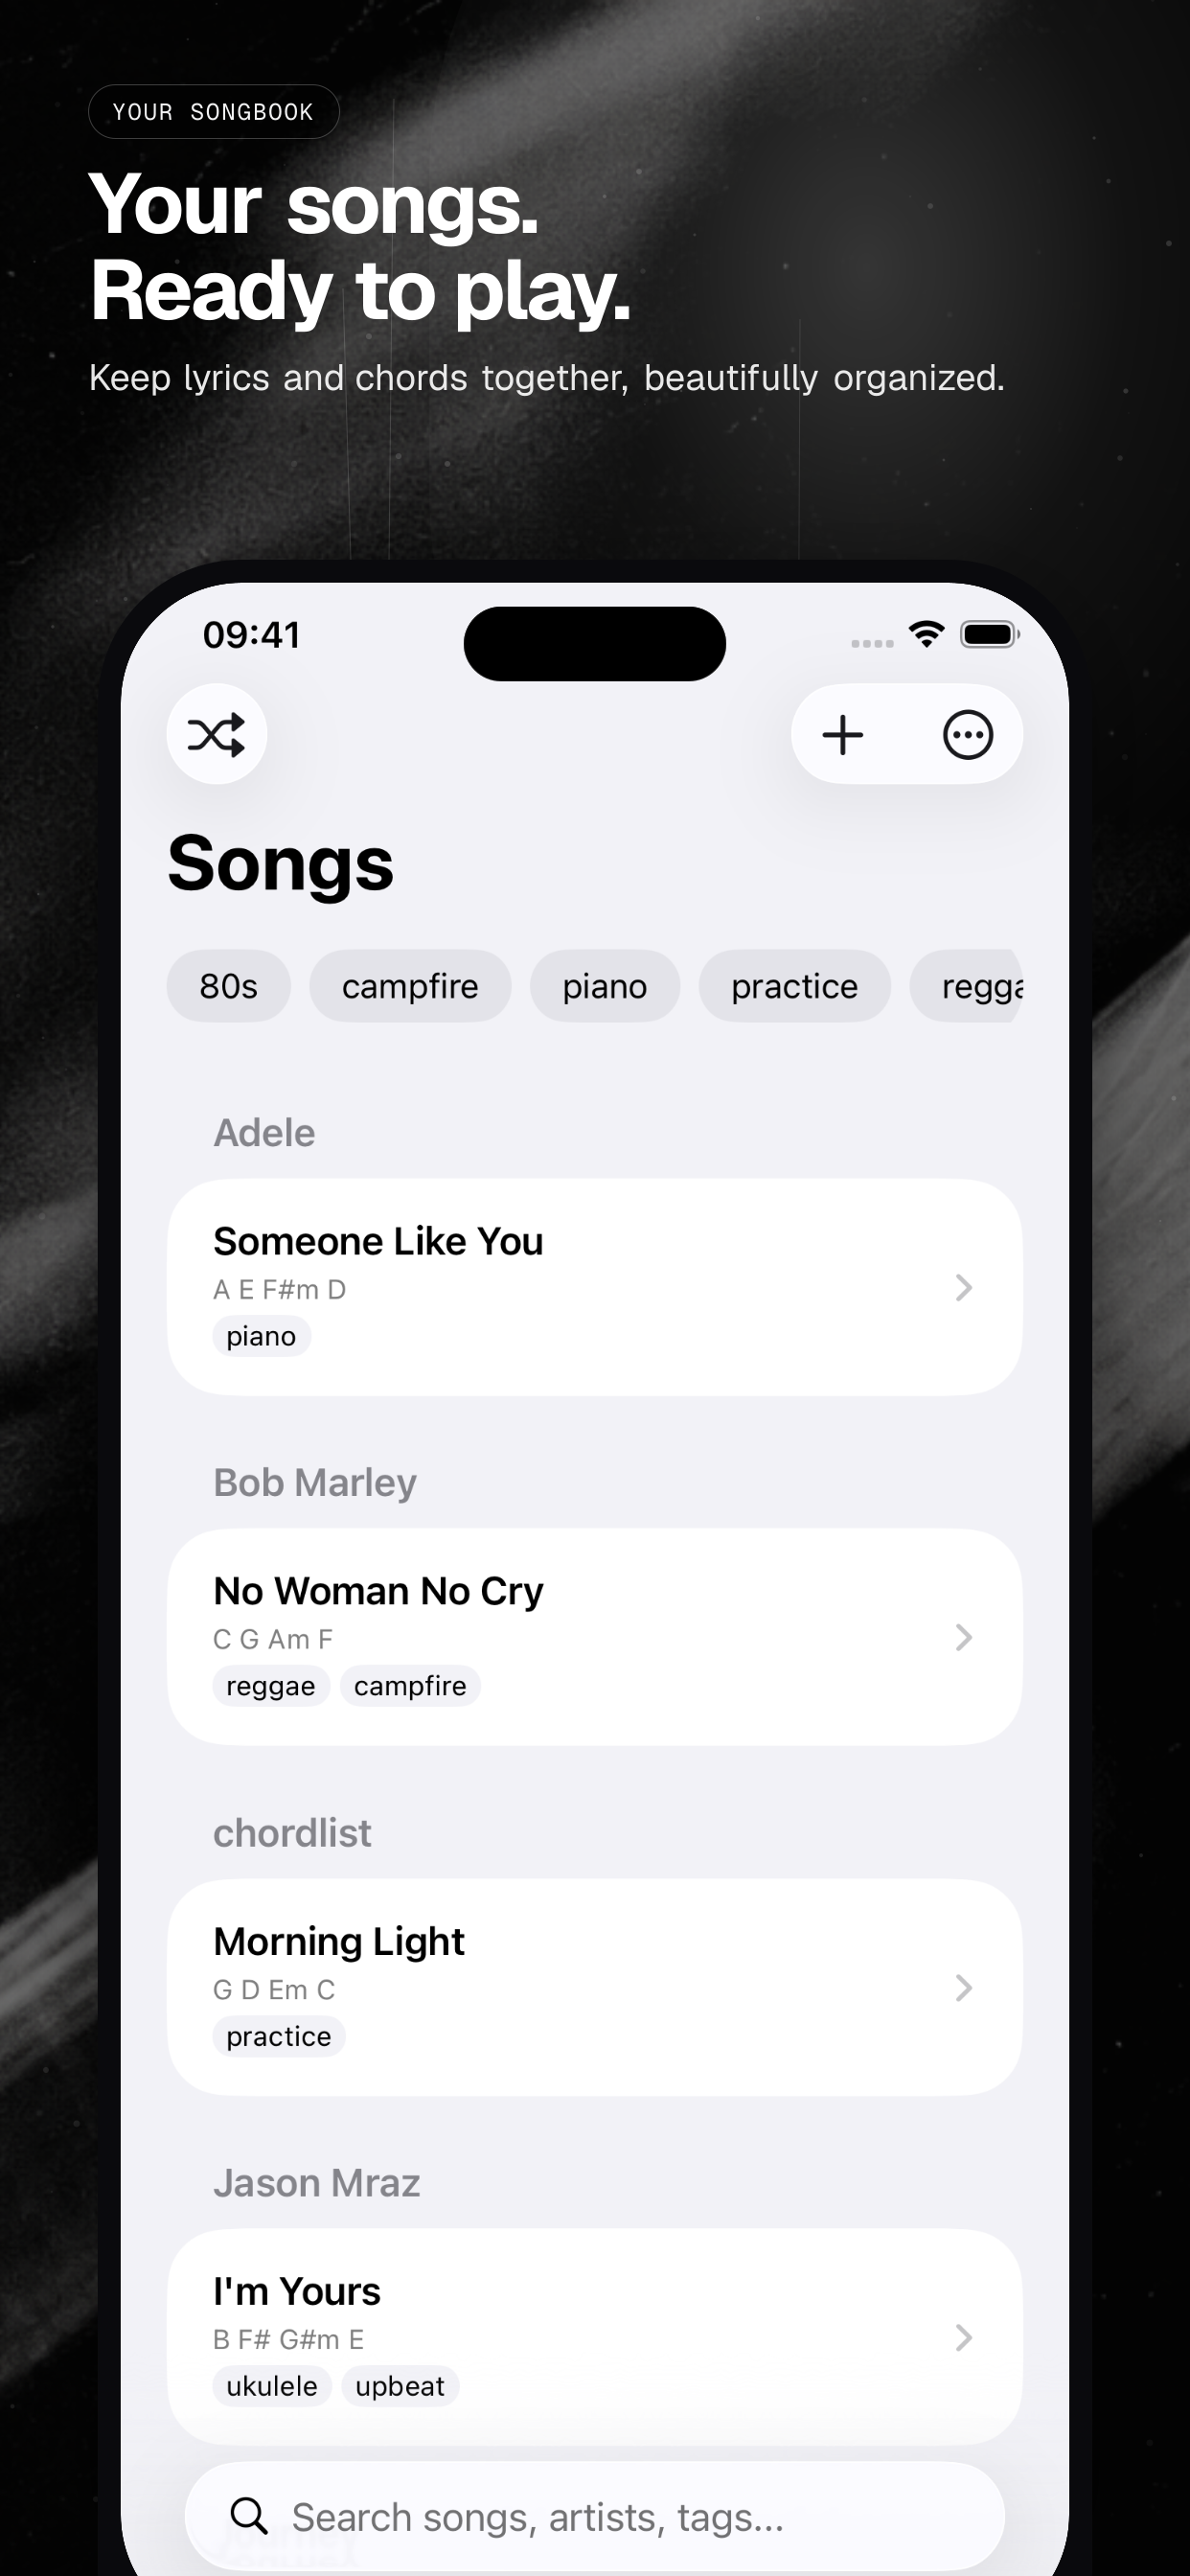 YOUR SONGBOOK
Your songs.
Ready to play.
Keep lyrics and chords together, beautifully organized.
09:41
Songs
80s campfire piano practice regga
Adele
Someone Like You
A E F#m D
piano
Bob Marley
No Woman No Cry
C G Am F
reggae campfire
chordlist
Morning Light
G D Em C
practice
Jason Mraz
I'm Yours
B F# G#m E
ukulele upbeat
Search songs, artists, tags...